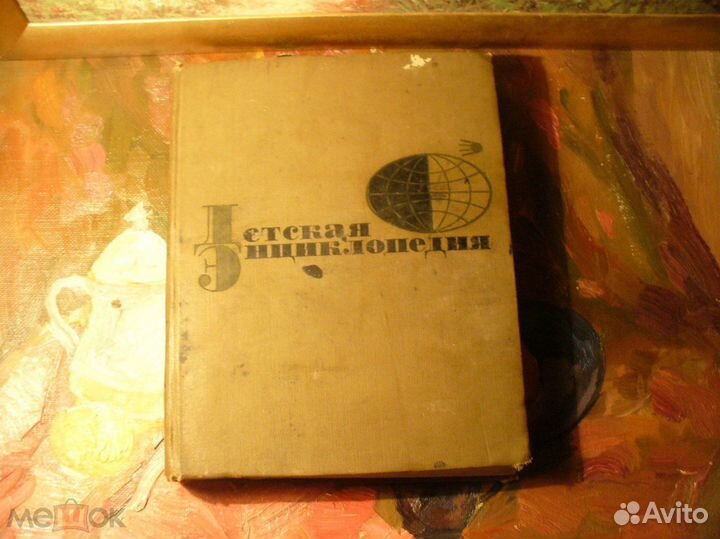 Детская
Энциклопедия
мешок
Avito